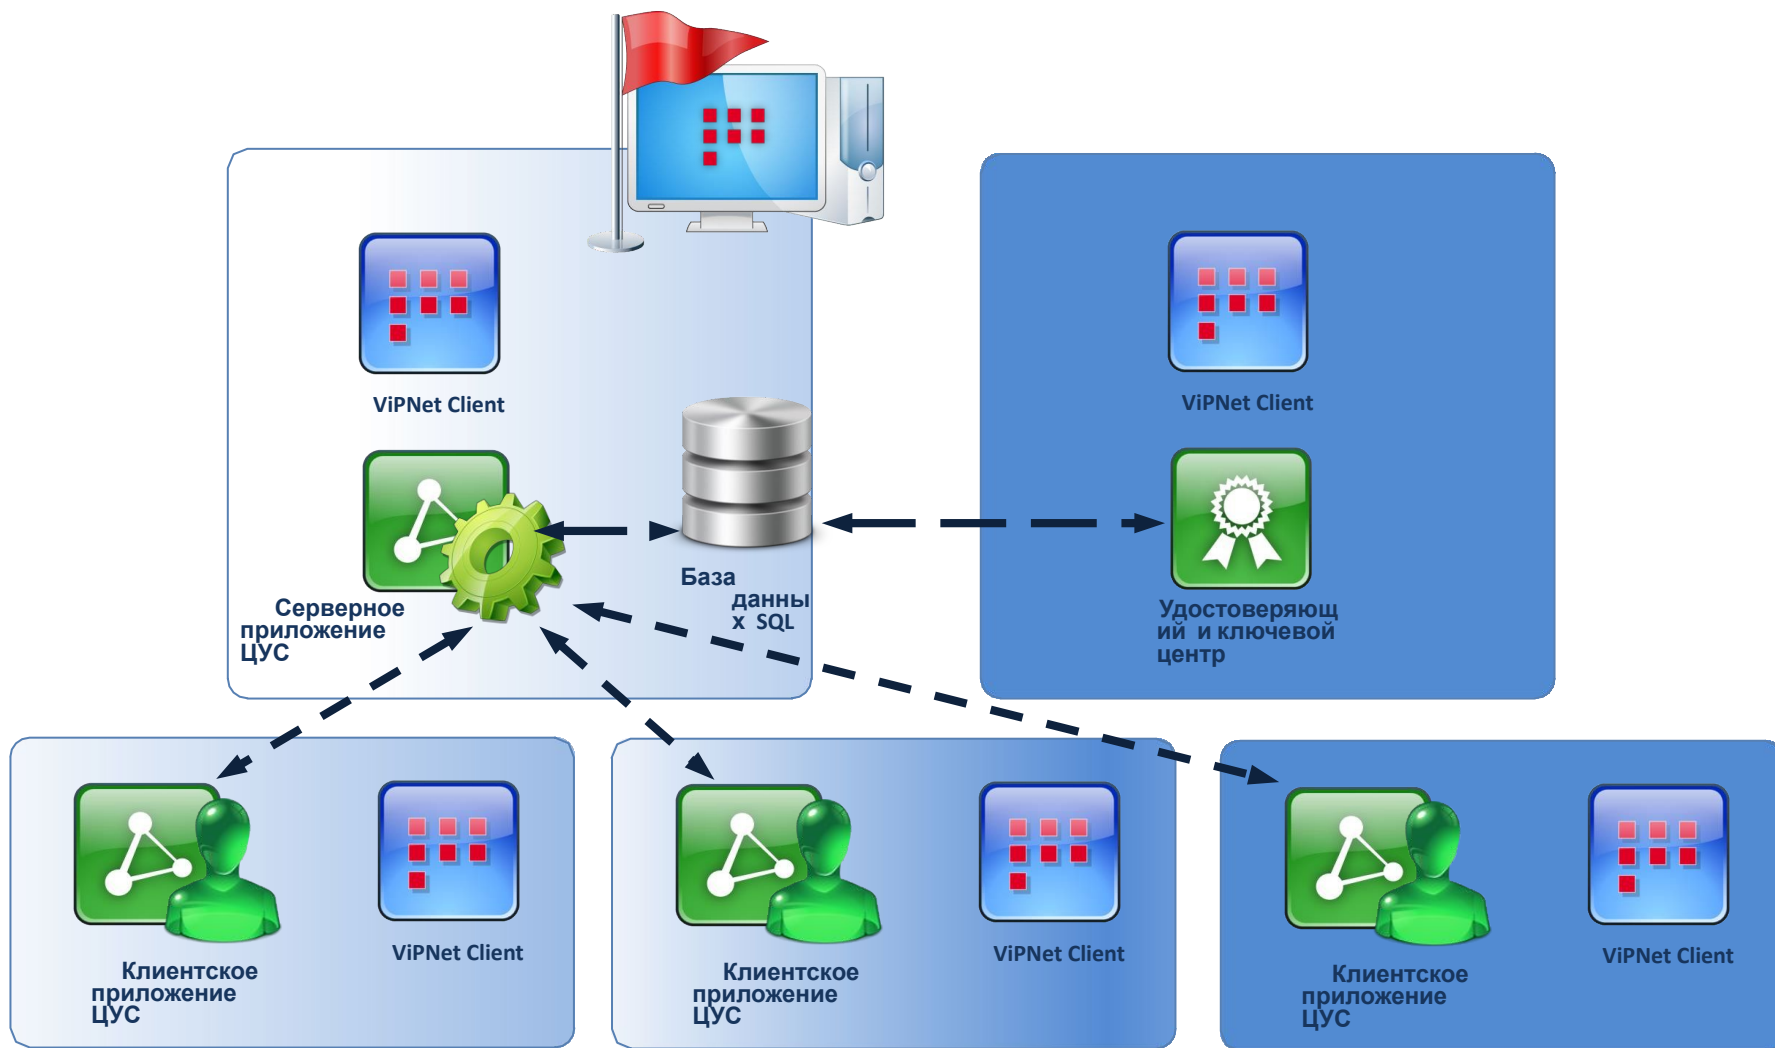 ViPNet Client
ViPNet Client
Серверное
приложение
ЦУС
База
данны
х SQL
Удостоверяющ
ий и ключевой
центр
Клиентское
приложение
ЦУС
ViPNet Client
Клиентское
приложение
ЦУС
ViPNet Client
Клиентское
приложение
ЦУС
ViPNet Client